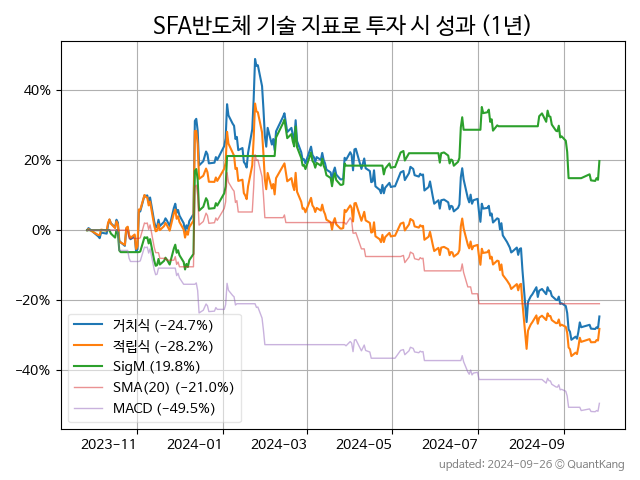 SFA반도체 기술 지표로 투자 시 성과 (1년)
40%
20%
0%
−20%
−40%
거치식 (−24.7%)
적립식 (−28.2%)
SigM (19.8%)
SMA(20) (−21.0%)
MACD (−49.5%)
2023-11 2024-01 2024-03 2024-05 2024-07 2024-09
updated: 2024-09-26 © QuantKang